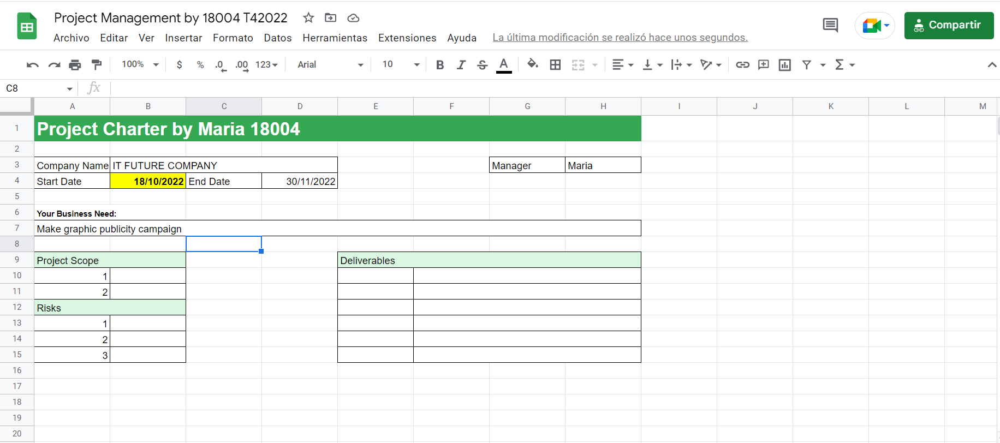 Project Management by 18004 T42022
Archivo Editar Ver Insertar Formato Datos Herramientas Extensiones Ayuda La última modificación se realizó hace unos segundos.
Compartir
100% $ % .0 .00 123 Arial 10 B I S A
C8 fx
A B C D E F G H I J K L M
1 Project Charter by Maria 18004
2
3 Company Name IT FUTURE COMPANY Manager Maria
4 Start Date 18/10/2022 End Date 30/11/2022
5
6 Your Business Need:
7 Make graphic publicity campaign
8
9 Project Scope Deliverables
10 1
11 2
12 Risks
13 1
14 2
15 3
16
17
18
19
20